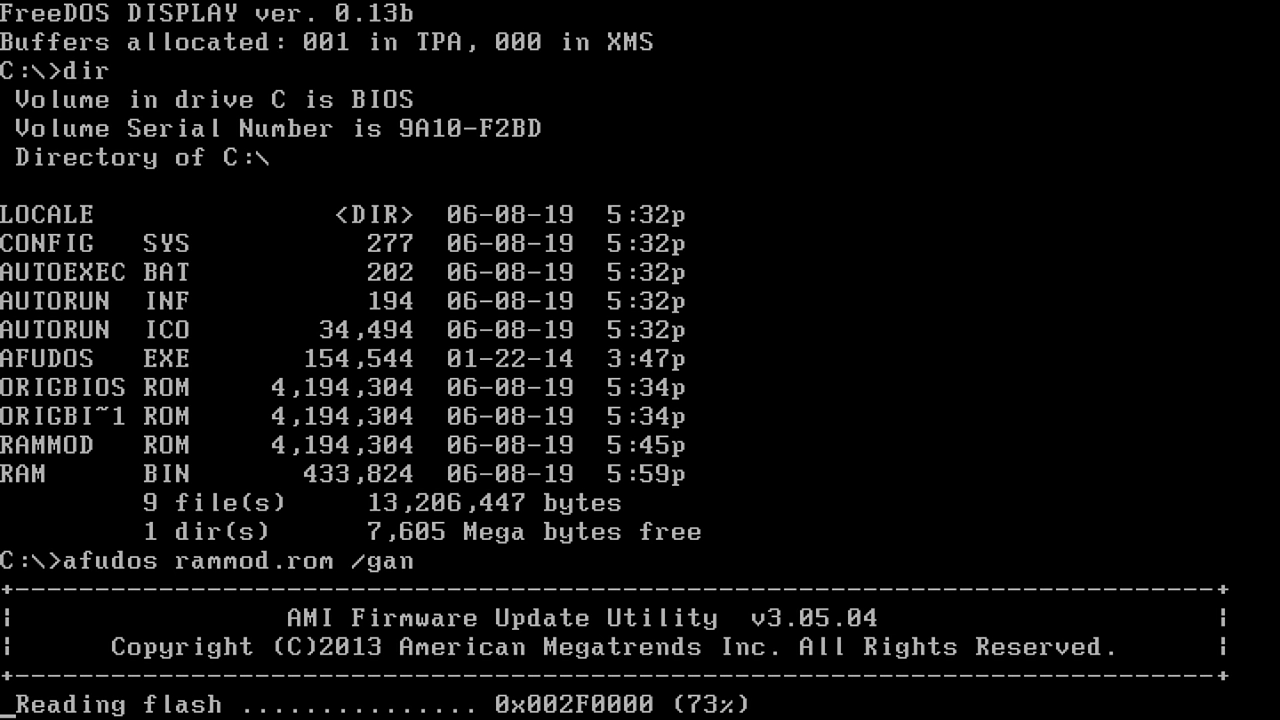 FreeDOS DISPLAY ver. 0.13b
Buffers allocated: 001 in TPA, 000 in XMS
C:\>dir
 Volume in drive C is BIOS
 Volume Serial Number is 9A10-F2BD
 Directory of C:\

LOCALE               <DIR>  06-08-19  5:32p
CONFIG   SYS           277  06-08-19  5:32p
AUTOEXEC BAT           202  06-08-19  5:32p
AUTORUN  INF           194  06-08-19  5:32p
AUTORUN  ICO        34,494  06-08-19  5:32p
AFUDOS   EXE       154,544  01-22-14  3:47p
ORIGBIOS ROM     4,194,304  06-08-19  5:34p
ORIGBI~1 ROM     4,194,304  06-08-19  5:34p
RAMMOD   ROM     4,194,304  06-08-19  5:45p
RAM      BIN       433,824  06-08-19  5:59p
         9 file(s)     13,206,447 bytes
         1 dir(s)      7,605 Mega bytes free
C:\>afudos rammod.rom /gan
+---------------------------------------------------------------------------+
|                 AMI Firmware Update Utility  v3.05.04                     |
|      Copyright (C)2013 American Megatrends Inc. All Rights Reserved.      |
+---------------------------------------------------------------------------+
_Reading flash ............... 0x002F0000 (73%)